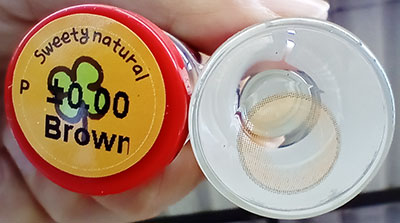 Sweety natural
P ±0.00
Brown